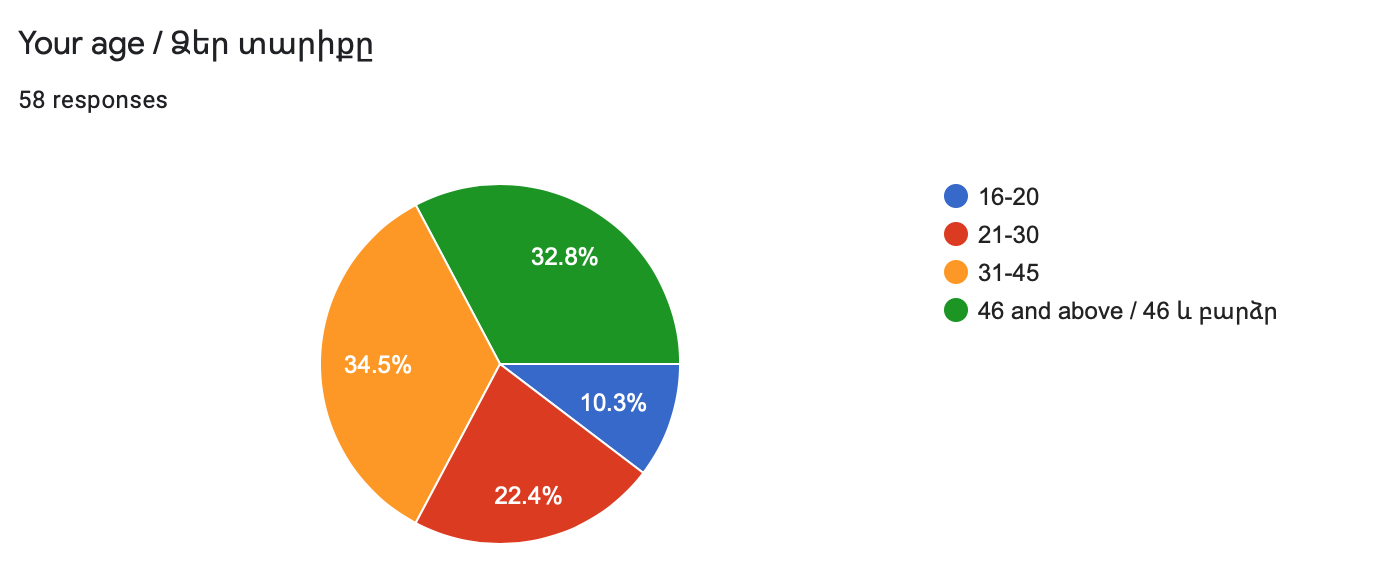 Your age / Ձեր տարիքը
58 responses
32.8%
34.5%
10.3%
22.4%
16-20
21-30
31-45
46 and above / 46 և բարձր